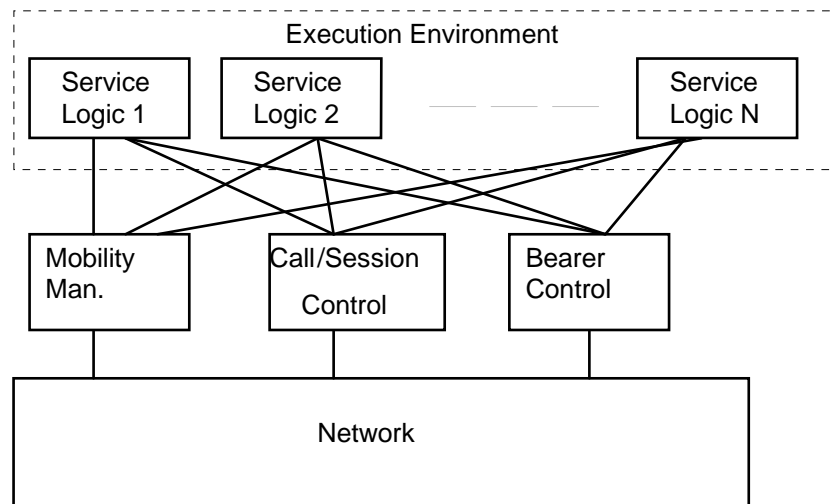 Execution Environment
Service
Logic 1
Service
Logic 2
Service
Logic N
Mobility
Man.
Call/Session
Control
Bearer
Control
Network